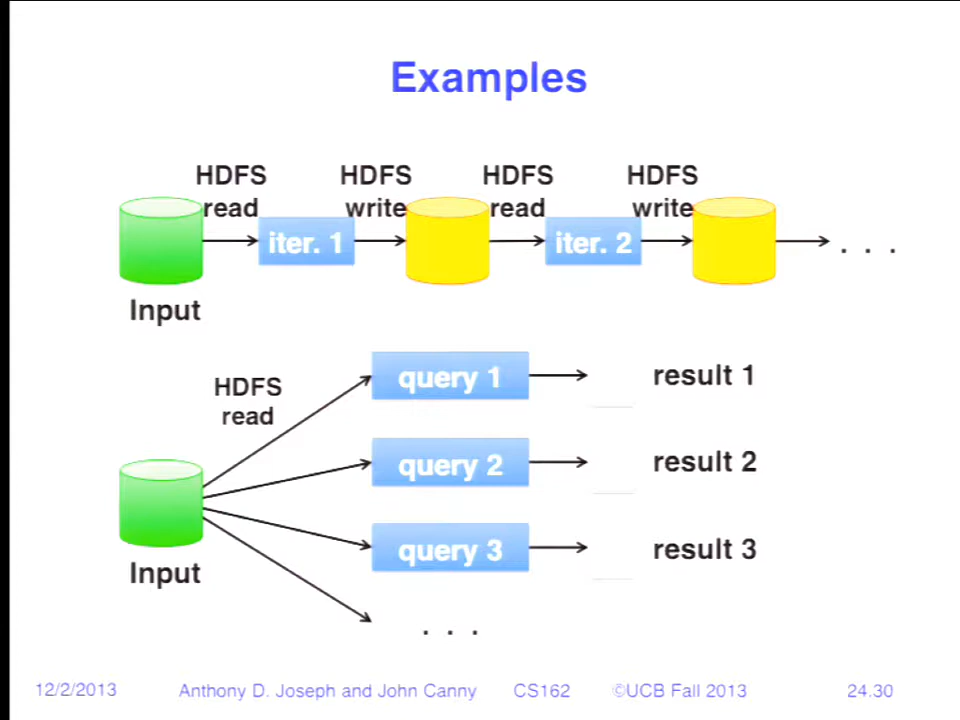 Examples
HDFS HDFS HDFS HDFS
read write read write
iter. 1 iter. 2
. . .
Input
query 1 result 1
HDFS
read
query 2 result 2
query 3 result 3
Input
. . .
12/2/2013 Anthony D. Joseph and John Canny CS162 ©UCB Fall 2013 24.30